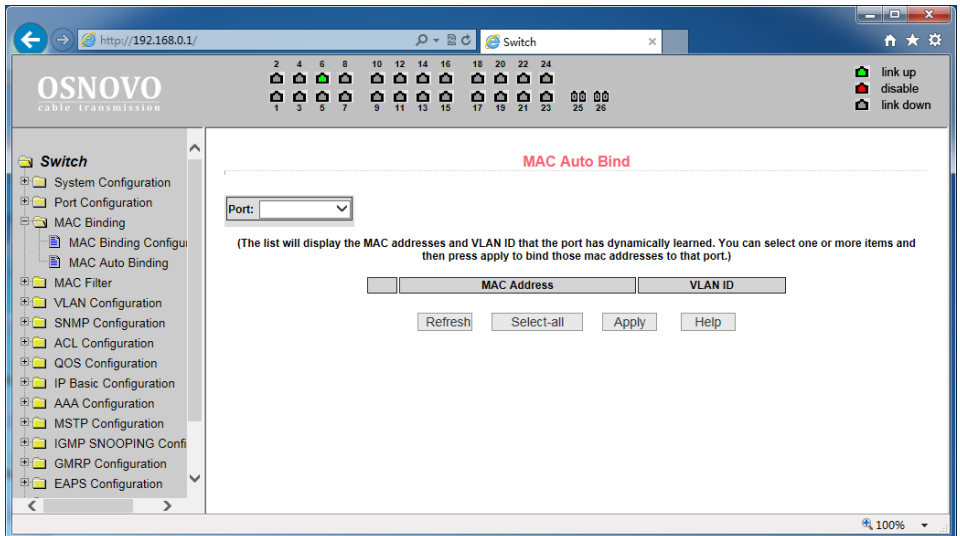 http://192.168.0.1/
Switch
OSNOVO
cable transmission
2 4 6 8 10 12 14 16 18 20 22 24
1 3 5 7 9 11 13 15 17 19 21 23 25 26
link up
disable
link down
Switch
System Configuration
Port Configuration
MAC Binding
MAC Binding Configu
MAC Auto Binding
MAC Filter
VLAN Configuration
SNMP Configuration
ACL Configuration
QOS Configuration
IP Basic Configuration
AAA Configuration
MSTP Configuration
IGMP SNOOPING Confi
GMRP Configuration
EAPS Configuration
MAC Auto Bind
Port:
(The list will display the MAC addresses and VLAN ID that the port has dynamically learned. You can select one or more items and
then press apply to bind those mac addresses to that port.)
MAC Address VLAN ID
Refresh Select-all Apply Help
100%